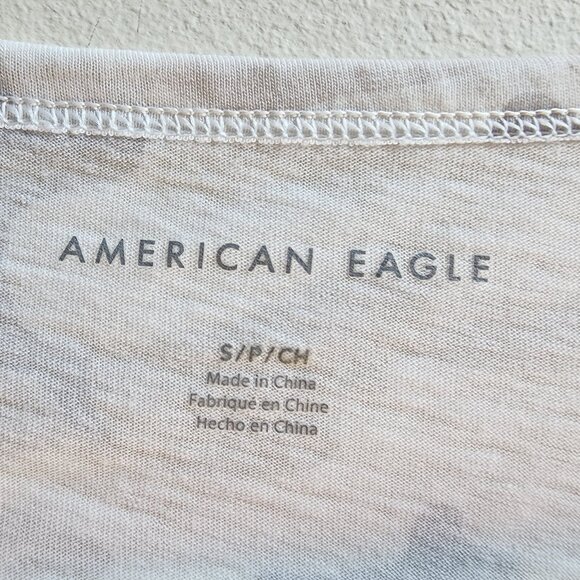 AMERICAN EAGLE
S/P/CH
Made in China
Fabriqué en Chine
Hecho en China